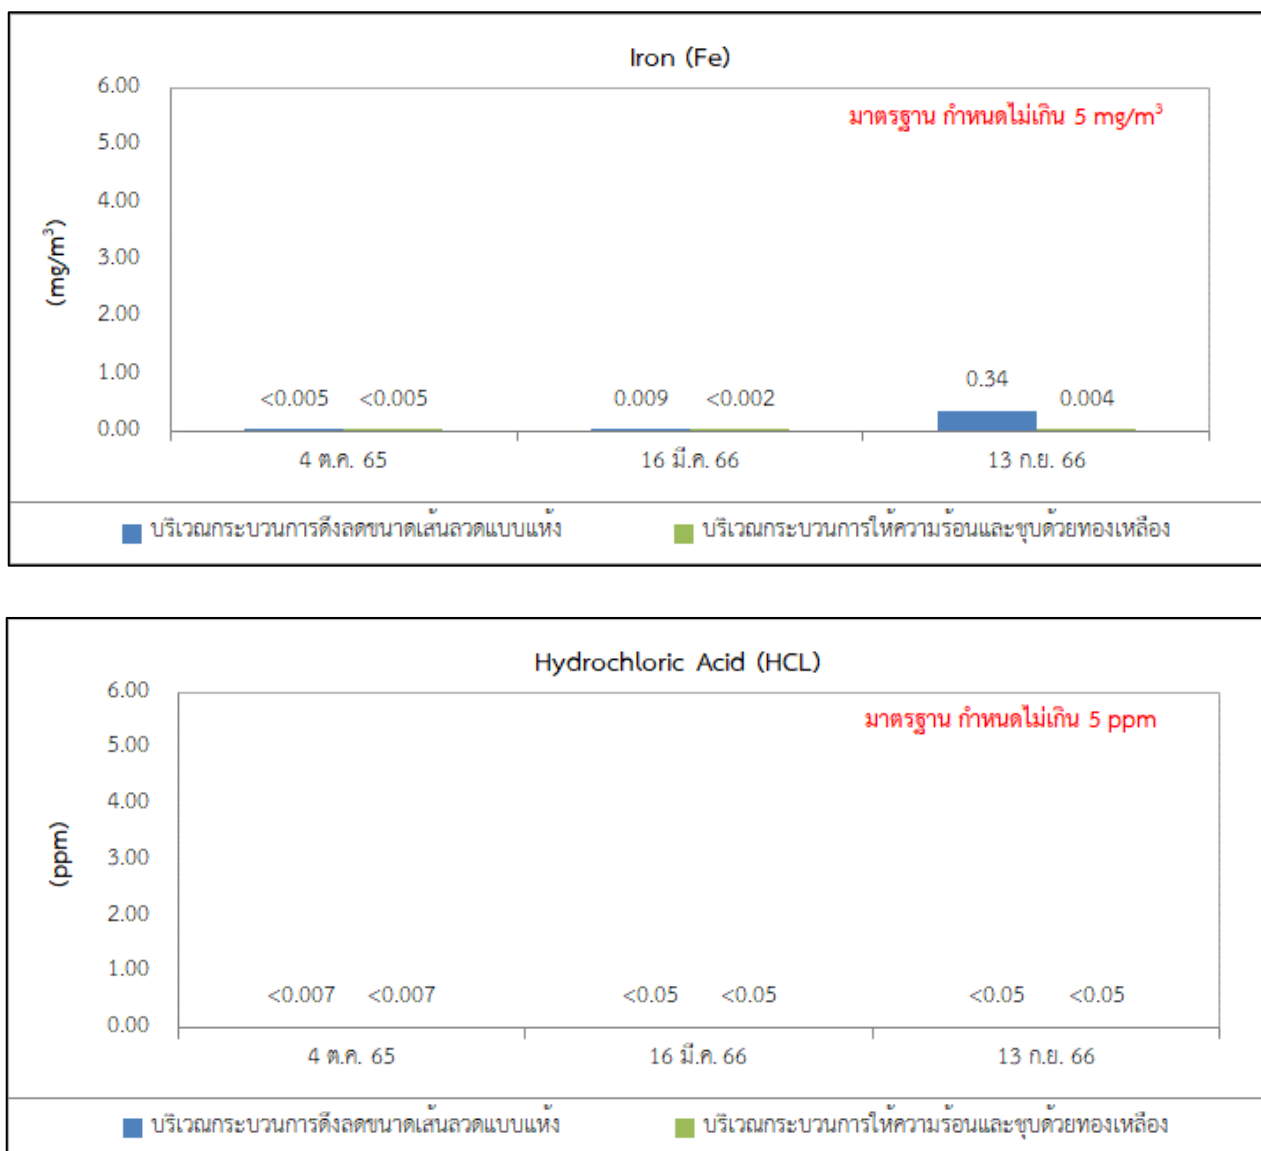 Iron (Fe)
มาตรฐาน กำหนดไม่เกิน 5 mg/m³
6.00
5.00
4.00
3.00
2.00
1.00
0.00
(mg/m³)
<0.005 <0.005 0.009 <0.002 0.34 0.004
4 ต.ค. 65 16 มี.ค. 66 13 ก.ย. 66
บริเวณกระบวนการดึงลดขนาดเส้นลวดแบบแห้ง บริเวณกระบวนการให้ความร้อนและชุบด้วยทองเหลือง
Hydrochloric Acid (HCL)
มาตรฐาน กำหนดไม่เกิน 5 ppm
6.00
5.00
4.00
3.00
2.00
1.00
0.00
(ppm)
<0.007 <0.007 <0.05 <0.05 <0.05 <0.05
4 ต.ค. 65 16 มี.ค. 66 13 ก.ย. 66
บริเวณกระบวนการดึงลดขนาดเส้นลวดแบบแห้ง บริเวณกระบวนการให้ความร้อนและชุบด้วยทองเหลือง